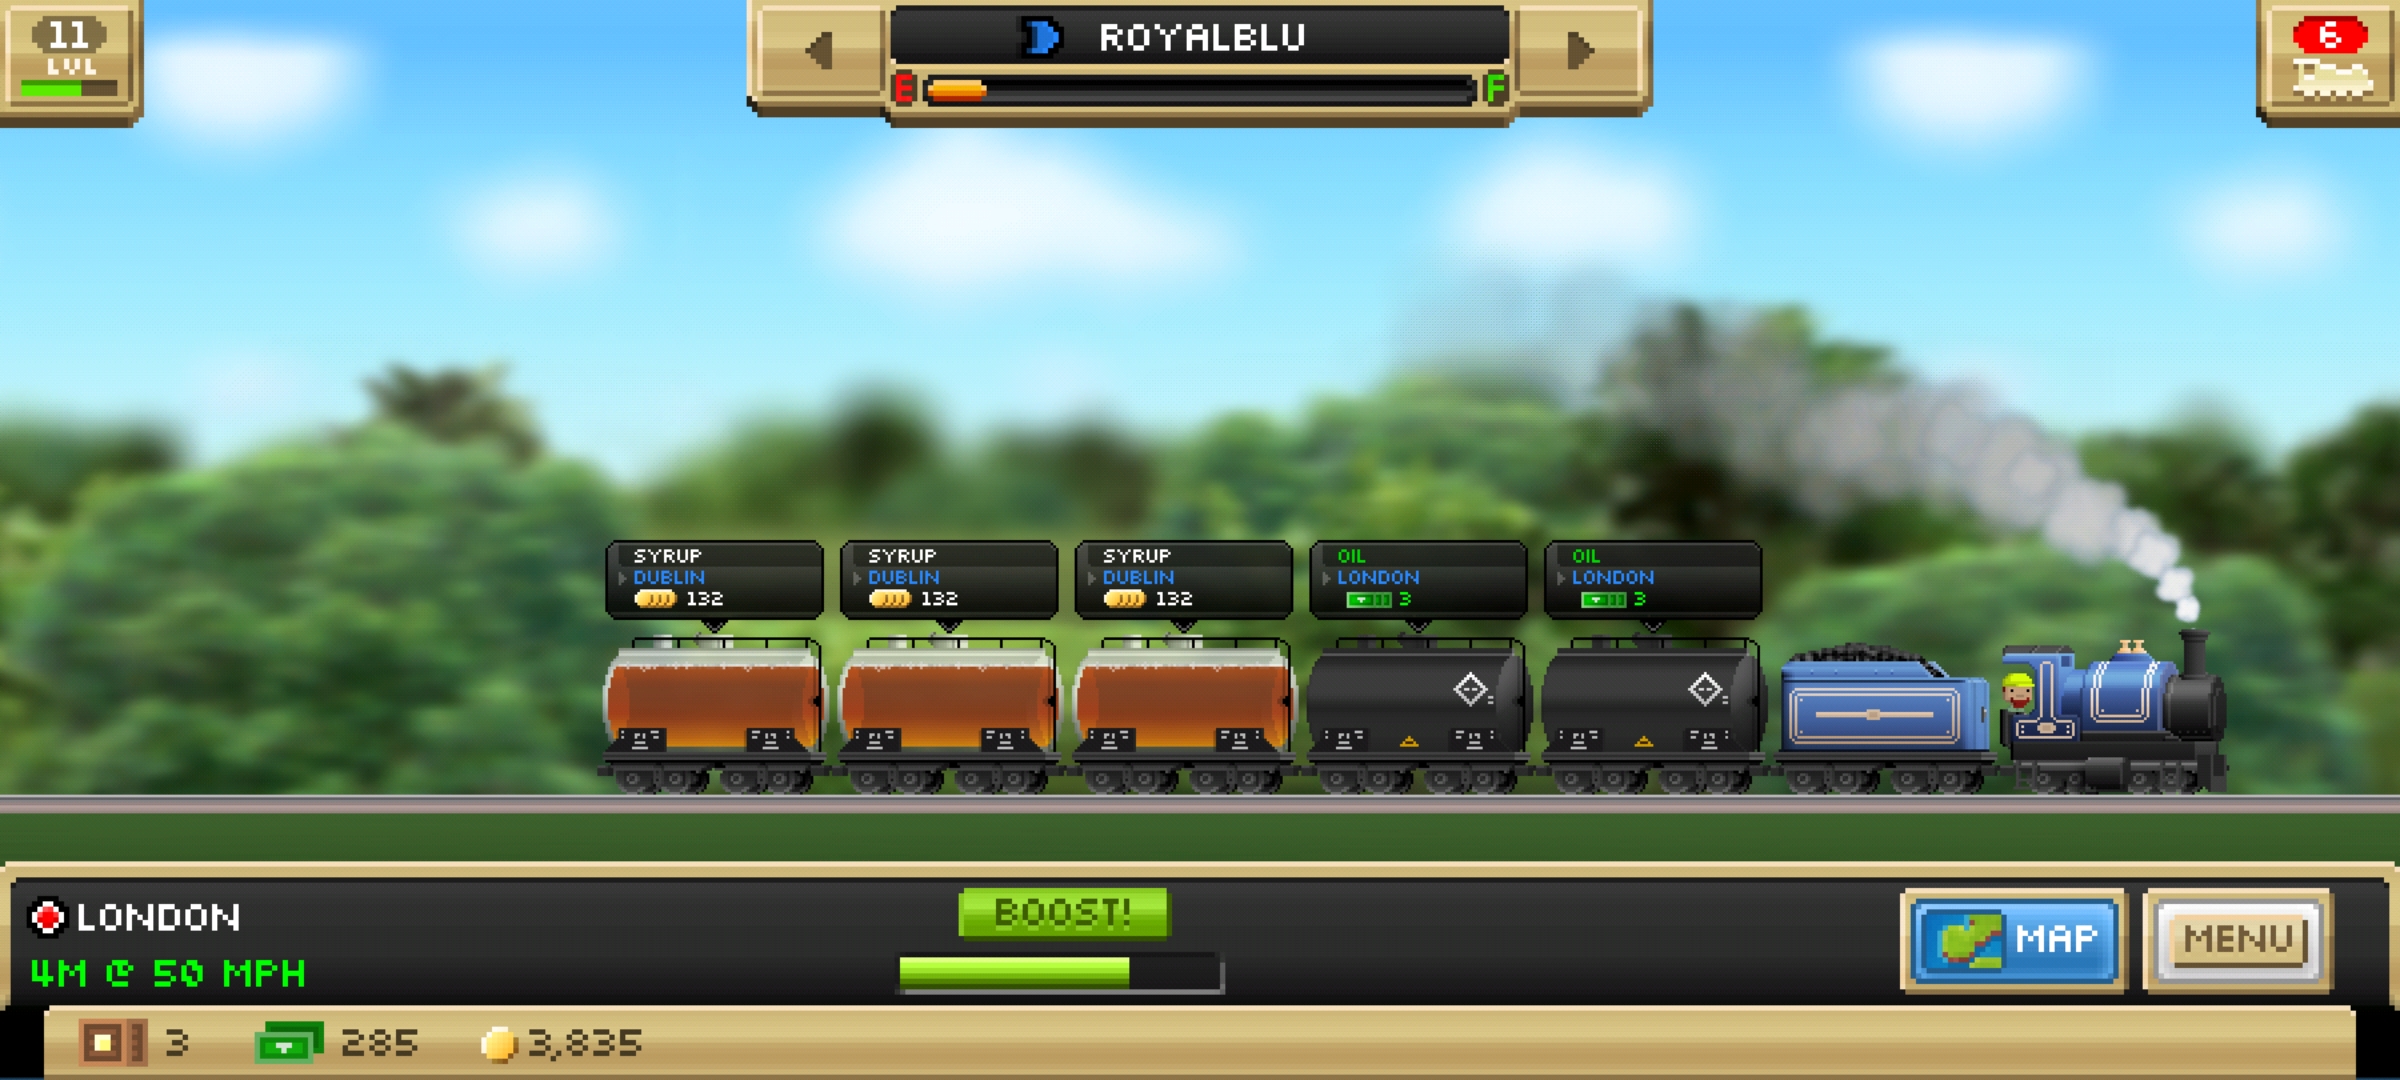 11
LVL
ROYALBLU
E F
6
SYRUP
DUBLIN
132
SYRUP
DUBLIN
132
SYRUP
DUBLIN
132
OIL
LONDON
3
OIL
LONDON
3
LONDON
4M @ 50 MPH
BOOST!
MAP
MENU
3 285 3,835